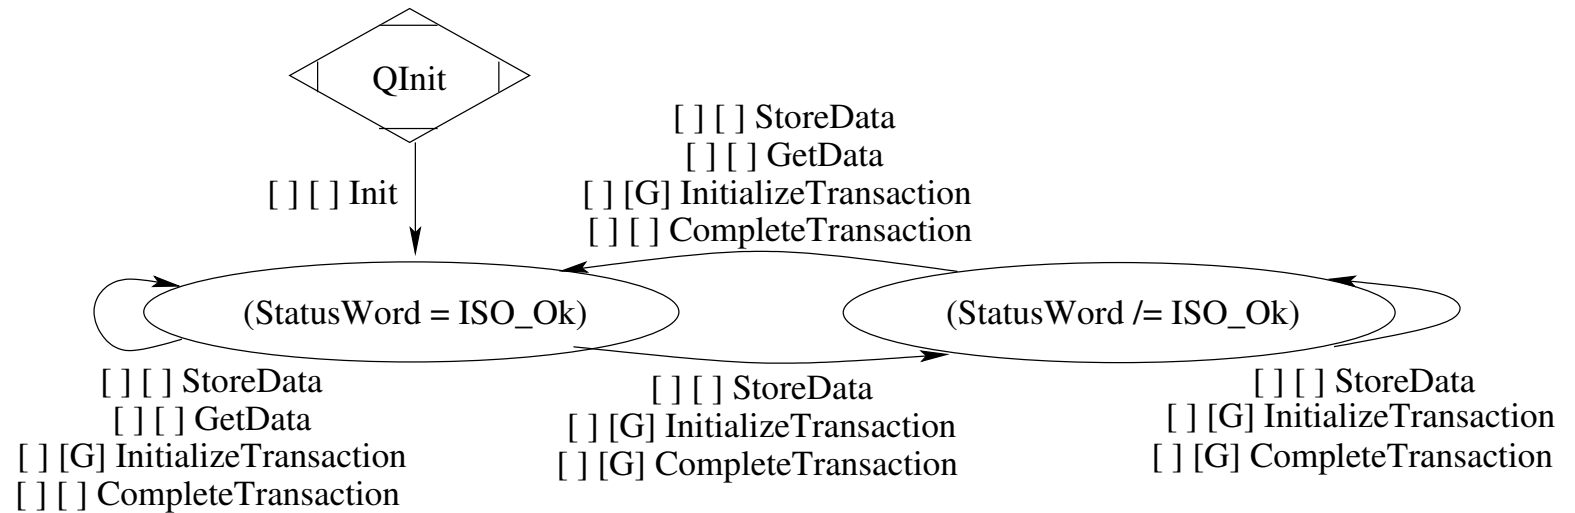 QInit
[ ] [ ] Init
[ ] [ ] StoreData
[ ] [ ] GetData
[ ] [G] InitializeTransaction
[ ] [ ] CompleteTransaction
(StatusWord = ISO_Ok)
(StatusWord /= ISO_Ok)
[ ] [ ] StoreData
[ ] [ ] GetData
[ ] [G] InitializeTransaction
[ ] [ ] CompleteTransaction
[ ] [ ] StoreData
[ ] [G] InitializeTransaction
[ ] [G] CompleteTransaction
[ ] [ ] StoreData
[ ] [G] InitializeTransaction
[ ] [G] CompleteTransaction